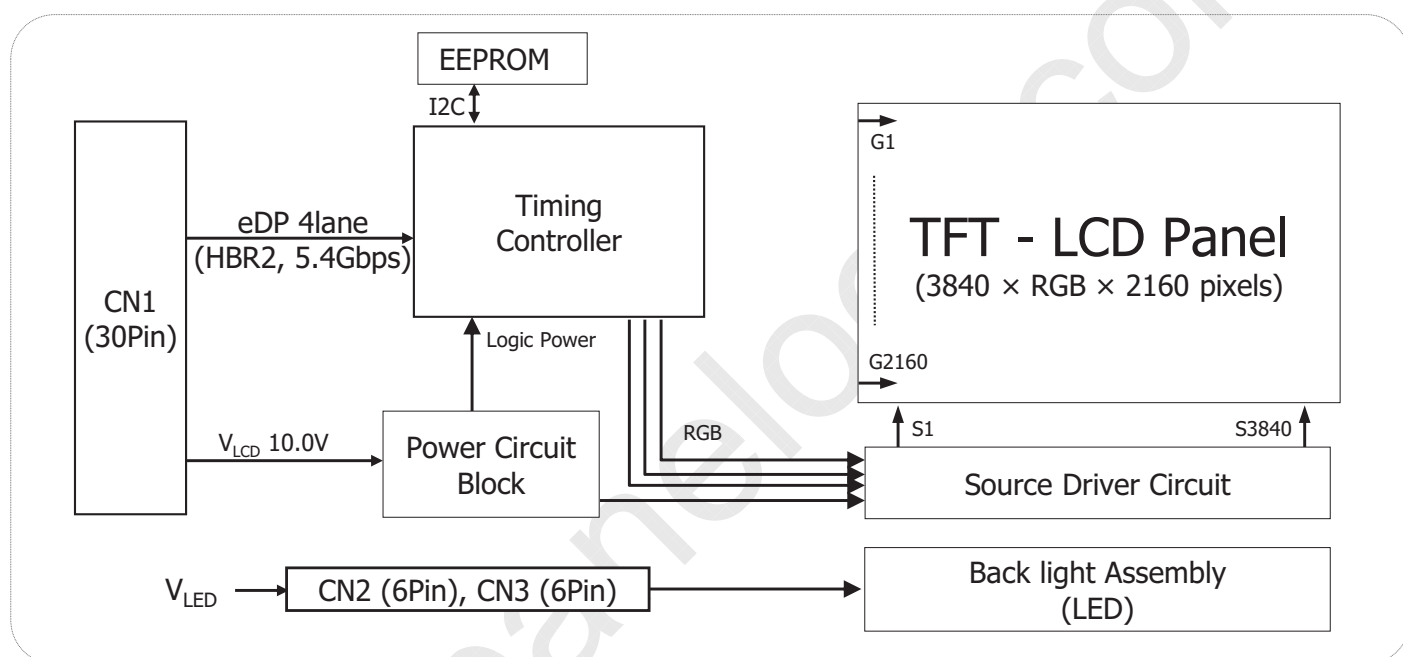 EEPROM
I2C
CN1
(30Pin)
eDP 4lane
(HBR2, 5.4Gbps)
Timing
Controller
Logic Power
V_LCD 10.0V
Power Circuit
Block
RGB
G1
TFT - LCD Panel
(3840 × RGB × 2160 pixels)
G2160
S1
S3840
Source Driver Circuit
V_LED
CN2 (6Pin), CN3 (6Pin)
Back light Assembly
(LED)